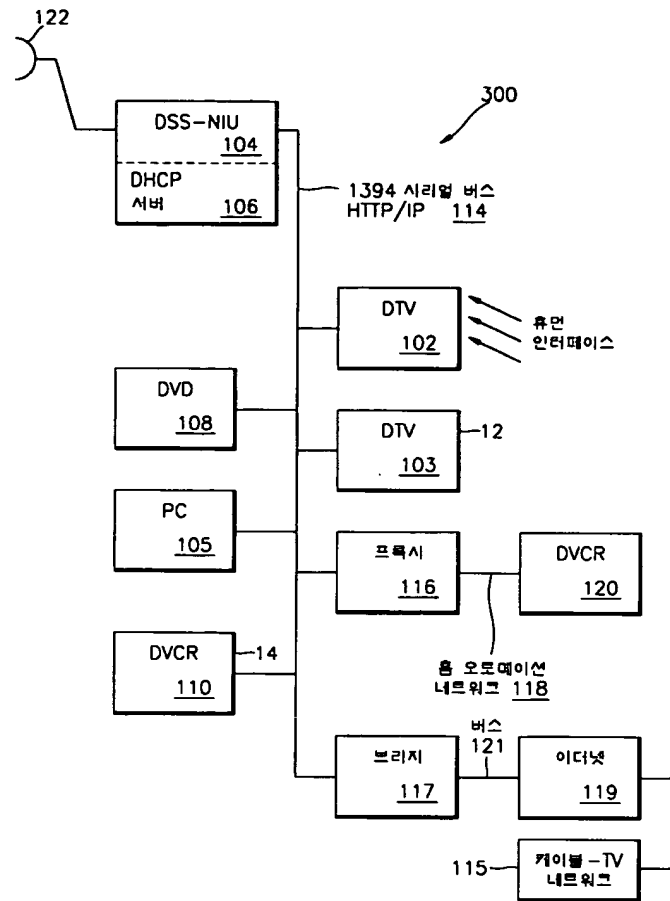 122
DSS-NIU
104
DHCP
서버
106
300
1394 시리얼 버스
HTTP/IP 114
DTV
102
휴먼
인터페이스
DVD
108
DTV
103
12
PC
105
프록시
116
DVCR
120
DVCR
110
14
홈 오토메이션
네트워크 118
버스
121
브리지
117
이더넷
119
115
케이블-TV
네트워크